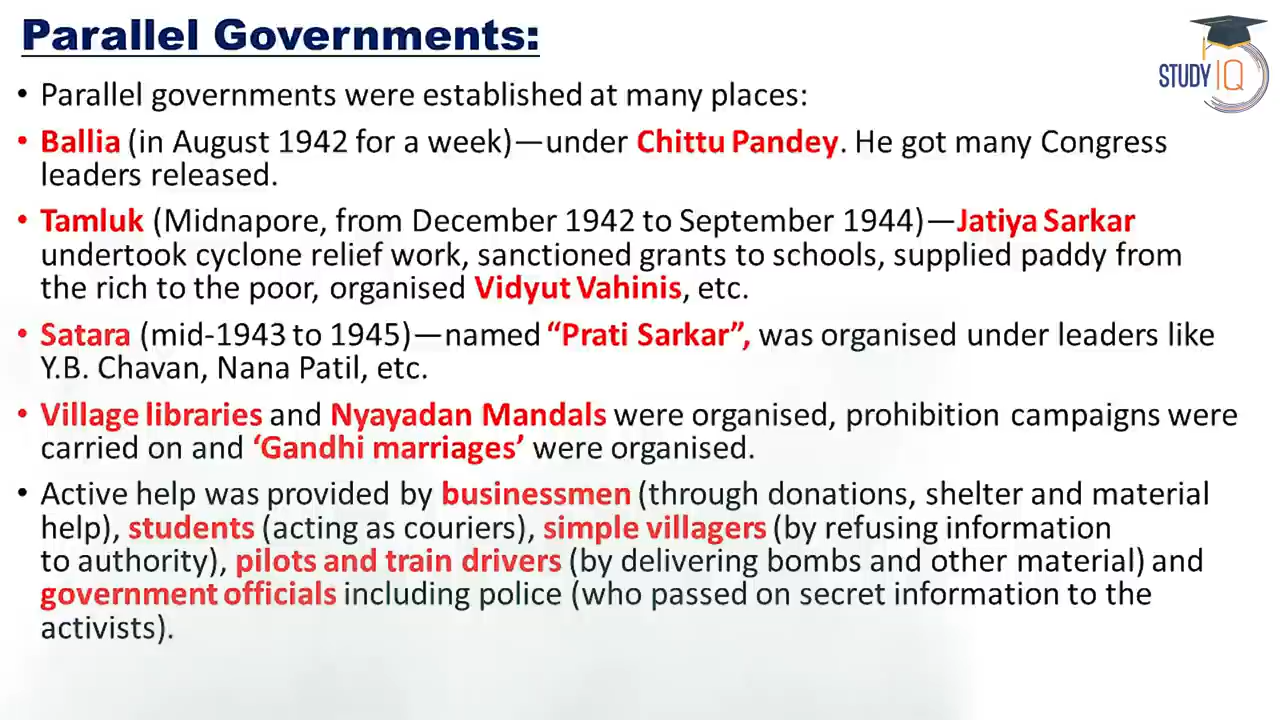 Parallel Governments:
STUDY IQ
• Parallel governments were established at many places:
• Ballia (in August 1942 for a week)—under Chittu Pandey. He got many Congress
leaders released.
• Tamluk (Midnapore, from December 1942 to September 1944)—Jatiya Sarkar
undertook cyclone relief work, sanctioned grants to schools, supplied paddy from
the rich to the poor, organised Vidyut Vahinis, etc.
• Satara (mid-1943 to 1945)—named “Prati Sarkar”, was organised under leaders like
Y.B. Chavan, Nana Patil, etc.
• Village libraries and Nyayadan Mandals were organised, prohibition campaigns were
carried on and ‘Gandhi marriages’ were organised.
• Active help was provided by businessmen (through donations, shelter and material
help), students (acting as couriers), simple villagers (by refusing information
to authority), pilots and train drivers (by delivering bombs and other material) and
government officials including police (who passed on secret information to the
activists).